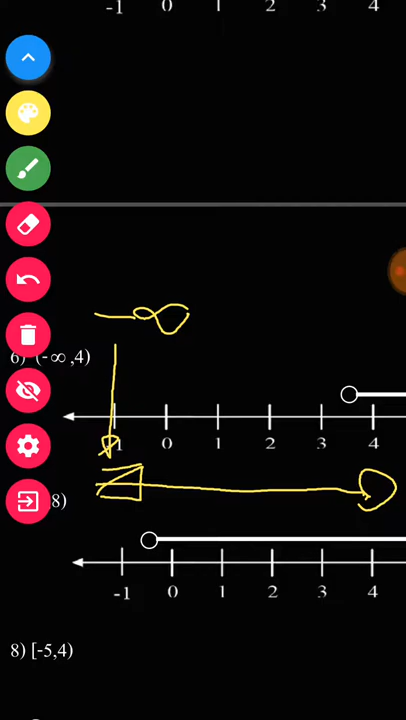 -1 0 1 2 3 4
-∞
6) (-∞,4)
-1 0 1 2 3 4
8)
-1 0 1 2 3 4
8) [-5,4)